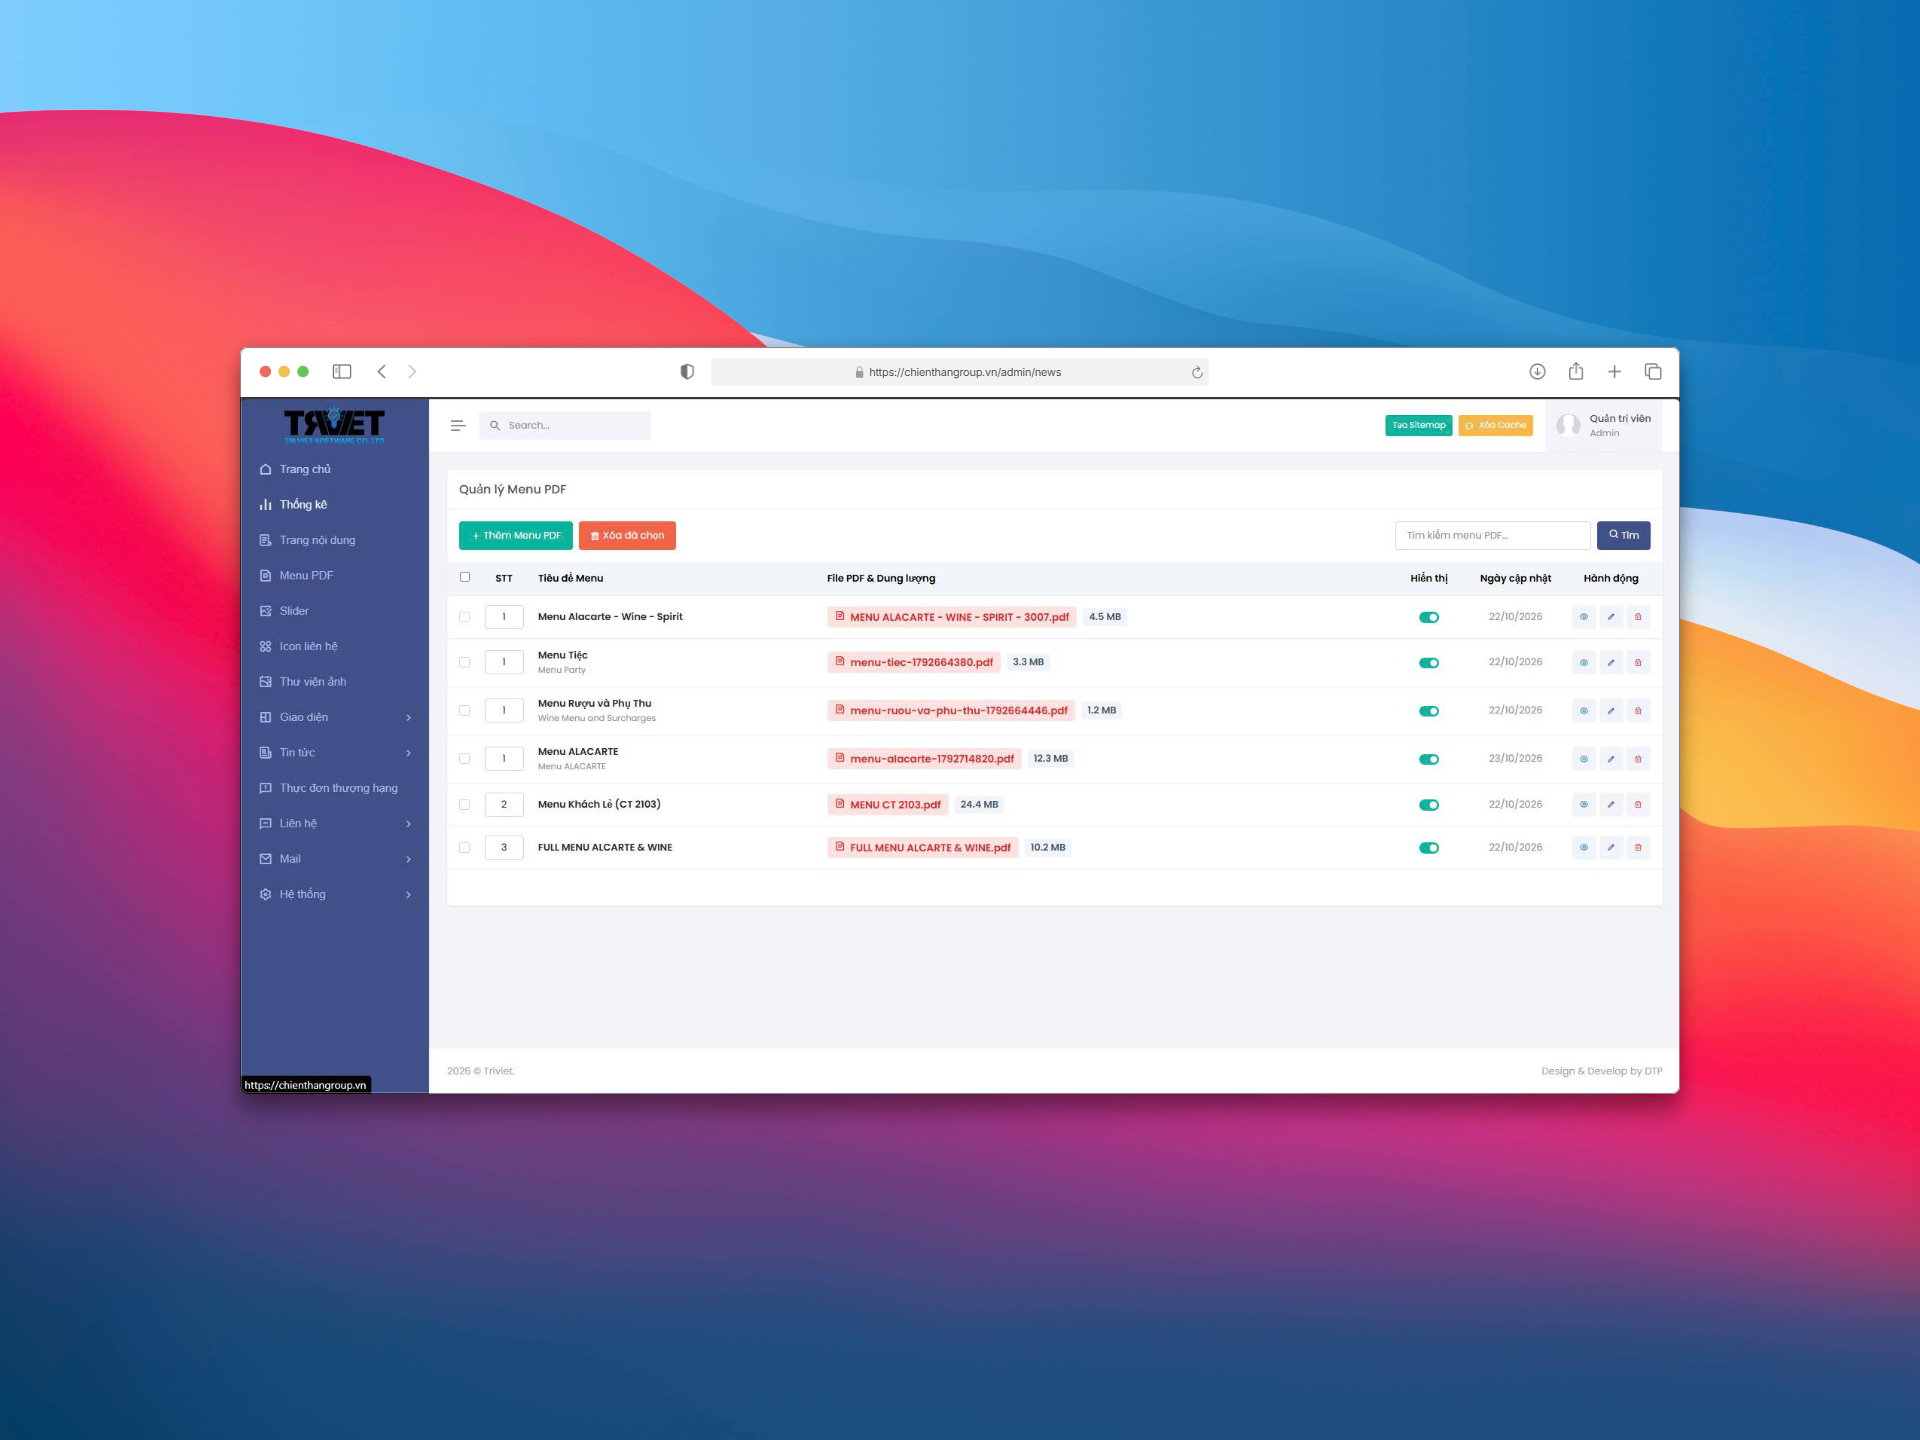 https://chienthangroup.vn/admin/news
TRIVIET
TRI VIET SOFTWARE CO.,LTD
Search...
Tạo Sitemap
Xóa Cache
Quản trị viên
Admin
Trang chủ
Thống kê
Trang nội dung
Menu PDF
Slider
Icon liên hệ
Thư viện ảnh
Giao diện
Tin tức
Thực đơn thượng hạng
Liên hệ
Mail
Hệ thống
Quản lý Menu PDF
+ Thêm Menu PDF
Xóa đã chọn
Tìm kiếm menu PDF...
Tìm
STT Tiêu đề Menu File PDF & Dung lượng Hiển thị Ngày cập nhật Hành động
1 Menu Alacarte - Wine - Spirit MENU ALACARTE - WINE - SPIRIT - 3007.pdf 4.5 MB 22/10/2026
1 Menu Tiệc menu-tiec-1792664380.pdf 3.3 MB 22/10/2026
Menu Party
1 Menu Rượu và Phụ Thu menu-ruou-va-phu-thu-1792664446.pdf 1.2 MB 22/10/2026
Wine Menu and Surcharges
1 Menu ALACARTE menu-alacarte-1792714820.pdf 12.3 MB 23/10/2026
Menu ALACARTE
2 Menu Khách Lẻ (CT 2103) MENU CT 2103.pdf 24.4 MB 22/10/2026
3 FULL MENU ALCARTE & WINE FULL MENU ALCARTE & WINE.pdf 10.2 MB 22/10/2026
2026 © Triviet.
Design & Develop by DTP
https://chienthangroup.vn